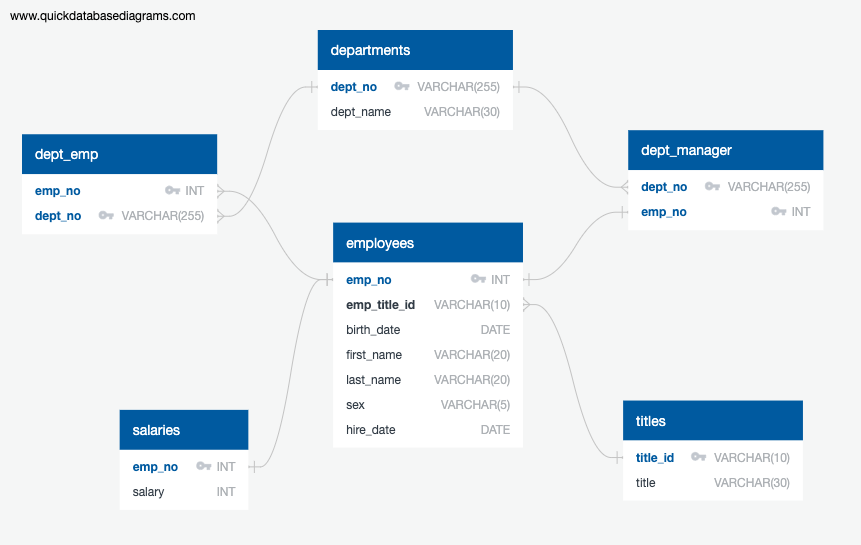 www.quickdatabasediagrams.com
departments
dept_no VARCHAR(255)
dept_name VARCHAR(30)
dept_emp
emp_no INT
dept_no VARCHAR(255)
dept_manager
dept_no VARCHAR(255)
emp_no INT
employees
emp_no INT
emp_title_id VARCHAR(10)
birth_date DATE
first_name VARCHAR(20)
last_name VARCHAR(20)
sex VARCHAR(5)
hire_date DATE
salaries
emp_no INT
salary INT
titles
title_id VARCHAR(10)
title VARCHAR(30)